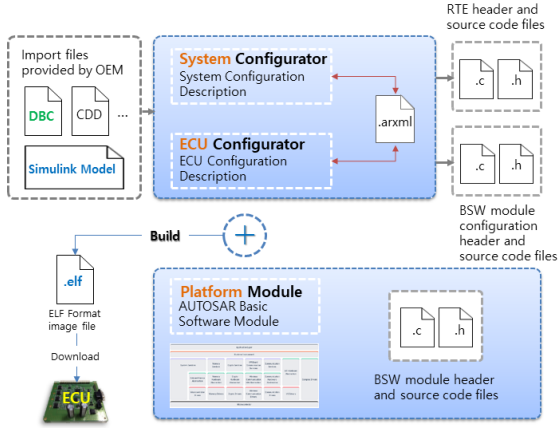 Import files
provided by OEM
DBC
CDD
...
Simulink Model
System Configurator
System Configuration
Description
ECU Configurator
ECU Configuration
Description
.arxml
RTE header and
source code files
.c
.h
.c
.h
BSW module
configuration
header and
source code files
Build
.elf
ELF Format
image file
Download
ECU
Platform Module
AUTOSAR Basic
Software Module
.c
.h
BSW module header
and source code files